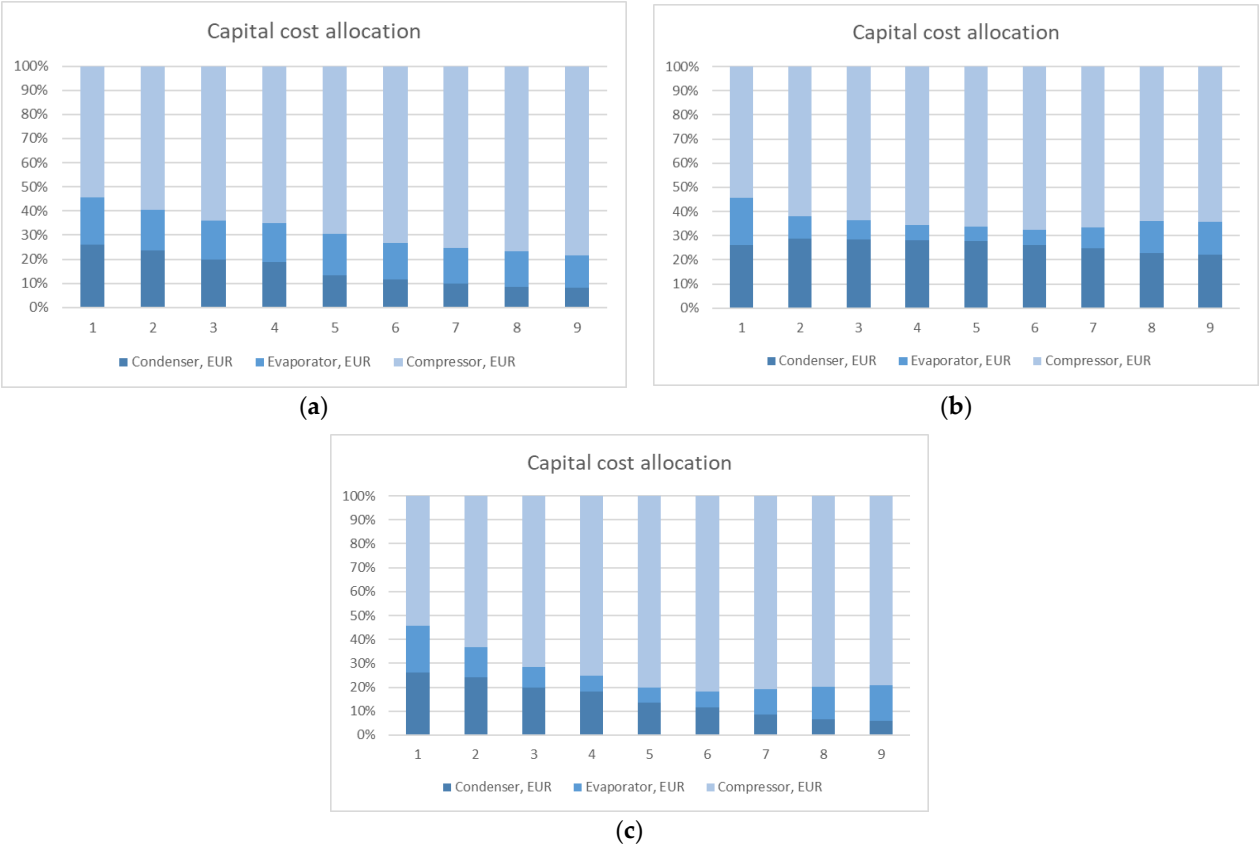 Capital cost allocation
100%
90%
80%
70%
60%
50%
40%
30%
20%
10%
0%
1 2 3 4 5 6 7 8 9
Condenser, EUR Evaporator, EUR Compressor, EUR
(a)
Capital cost allocation
100%
90%
80%
70%
60%
50%
40%
30%
20%
10%
0%
1 2 3 4 5 6 7 8 9
Condenser, EUR Evaporator, EUR Compressor, EUR
(b)
Capital cost allocation
100%
90%
80%
70%
60%
50%
40%
30%
20%
10%
0%
1 2 3 4 5 6 7 8 9
Condenser, EUR Evaporator, EUR Compressor, EUR
(c)